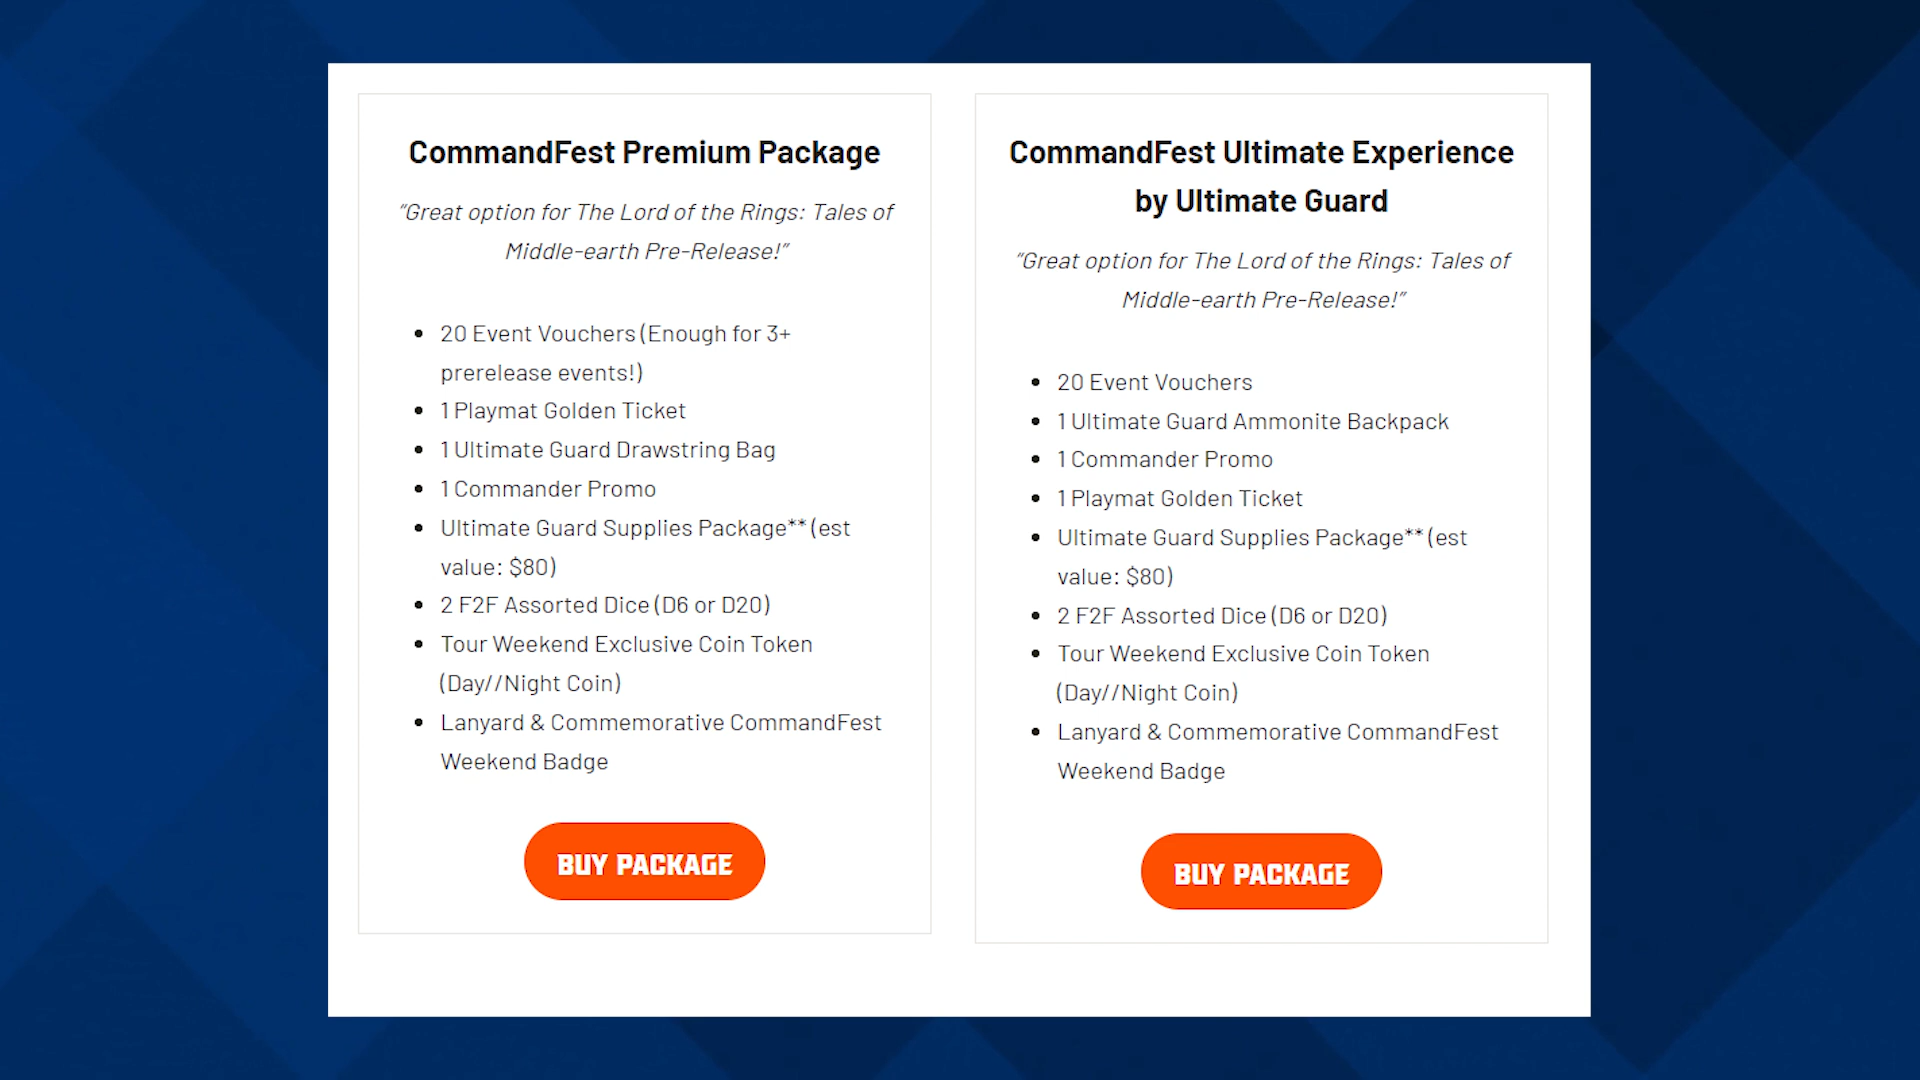 CommandFest Premium Package
"Great option for The Lord of the Rings: Tales of
Middle-earth Pre-Release!"
• 20 Event Vouchers (Enough for 3+
prerelease events!)
• 1 Playmat Golden Ticket
• 1 Ultimate Guard Drawstring Bag
• 1 Commander Promo
• Ultimate Guard Supplies Package** (est
value: $80)
• 2 F2F Assorted Dice (D6 or D20)
• Tour Weekend Exclusive Coin Token
(Day//Night Coin)
• Lanyard & Commemorative CommandFest
Weekend Badge
BUY PACKAGE
CommandFest Ultimate Experience
by Ultimate Guard
"Great option for The Lord of the Rings: Tales of
Middle-earth Pre-Release!"
• 20 Event Vouchers
• 1 Ultimate Guard Ammonite Backpack
• 1 Commander Promo
• 1 Playmat Golden Ticket
• Ultimate Guard Supplies Package** (est
value: $80)
• 2 F2F Assorted Dice (D6 or D20)
• Tour Weekend Exclusive Coin Token
(Day//Night Coin)
• Lanyard & Commemorative CommandFest
Weekend Badge
BUY PACKAGE